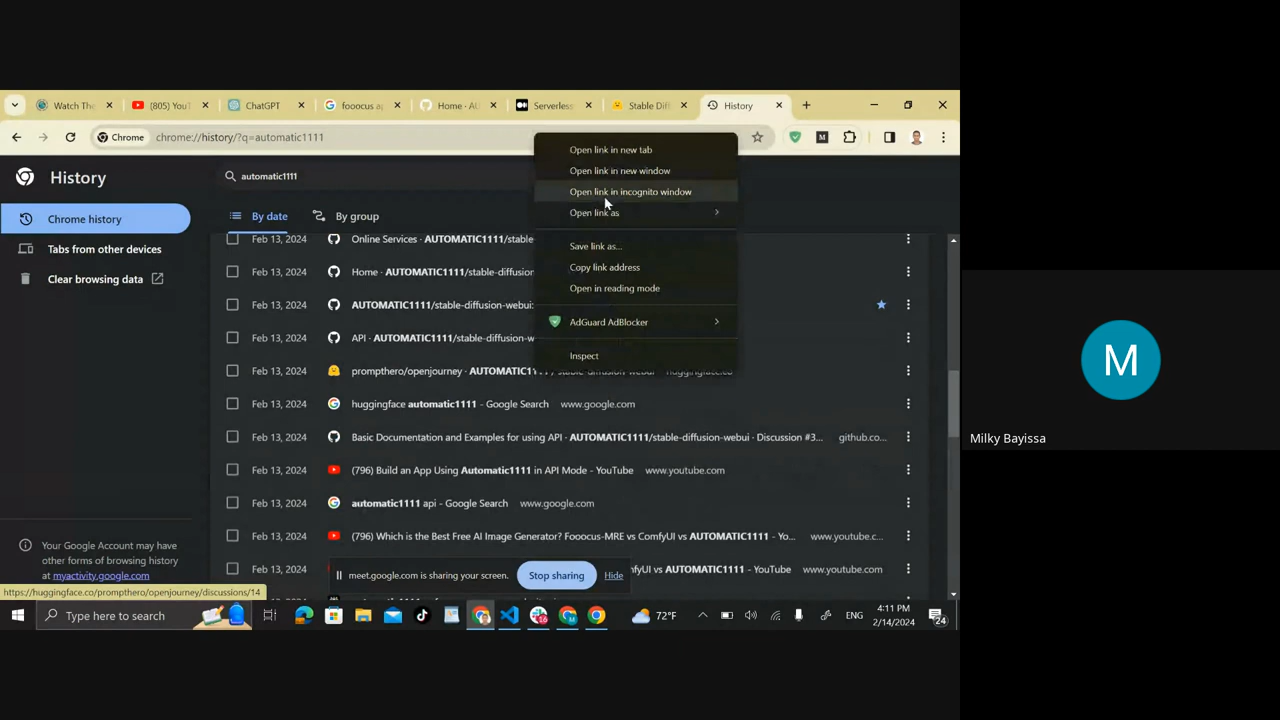 Watch The
(805) YouT
ChatGPT
fooocus ap
Home · AU
Serverless
Stable Diff
History
Chrome
chrome://history/?q=automatic1111
M
History
automatic1111
Chrome history
Tabs from other devices
Clear browsing data
By date
By group
Feb 13, 2024 Online Services · AUTOMATIC1111/stable
Feb 13, 2024 Home · AUTOMATIC1111/stable-diffusion
Feb 13, 2024 AUTOMATIC1111/stable-diffusion-webui:
Feb 13, 2024 API · AUTOMATIC1111/stable-diffusion-w
Feb 13, 2024 prompthero/openjourney · AUTOMATIC1111/stable-diffusion-webui huggingface.co/...
Feb 13, 2024 huggingface automatic1111 - Google Search www.google.com
Feb 13, 2024 Basic Documentation and Examples for using API · AUTOMATIC1111/stable-diffusion-webui · Discussion #3... github.co...
Feb 13, 2024 (796) Build an App Using Automatic1111 in API Mode - YouTube www.youtube.com
Feb 13, 2024 automatic1111 api - Google Search www.google.com
Feb 13, 2024 (796) Which is the Best Free AI Image Generator? Fooocus-MRE vs ComfyUI vs AUTOMATIC1111 - Yo... www.youtube.c...
Feb 13, 2024 mfyUI vs AUTOMATIC1111 - YouTube www.youtube.com
Open link in new tab
Open link in new window
Open link in incognito window
Open link as
Save link as...
Copy link address
Open in reading mode
AdGuard AdBlocker
Inspect
Your Google Account may have
other forms of browsing history
at myactivity.google.com
meet.google.com is sharing your screen.
Stop sharing
Hide
https://huggingface.co/prompthero/openjourney/discussions/14
Type here to search
72°F
ENG
4:11 PM
2/14/2024
24
M
Milky Bayissa